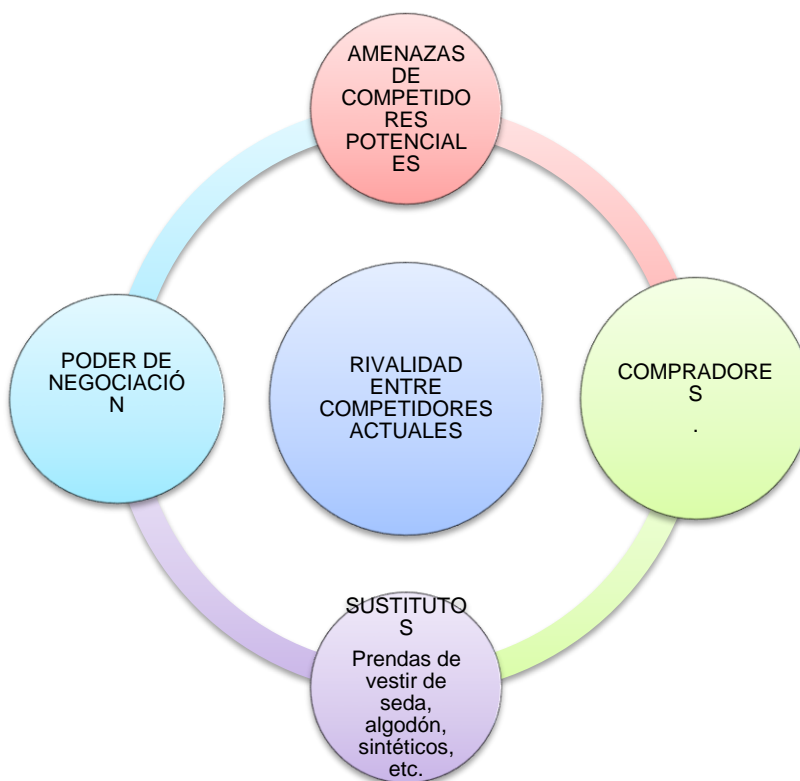 AMENAZAS
DE
COMPETIDO
RES
POTENCIAL
ES
PODER DE
NEGOCIACIÓ
N
RIVALIDAD
ENTRE
COMPETIDORES
ACTUALES
COMPRADORE
S
.
SUSTITUTO
S
Prendas de
vestir de
seda,
algodón,
sintéticos,
etc.